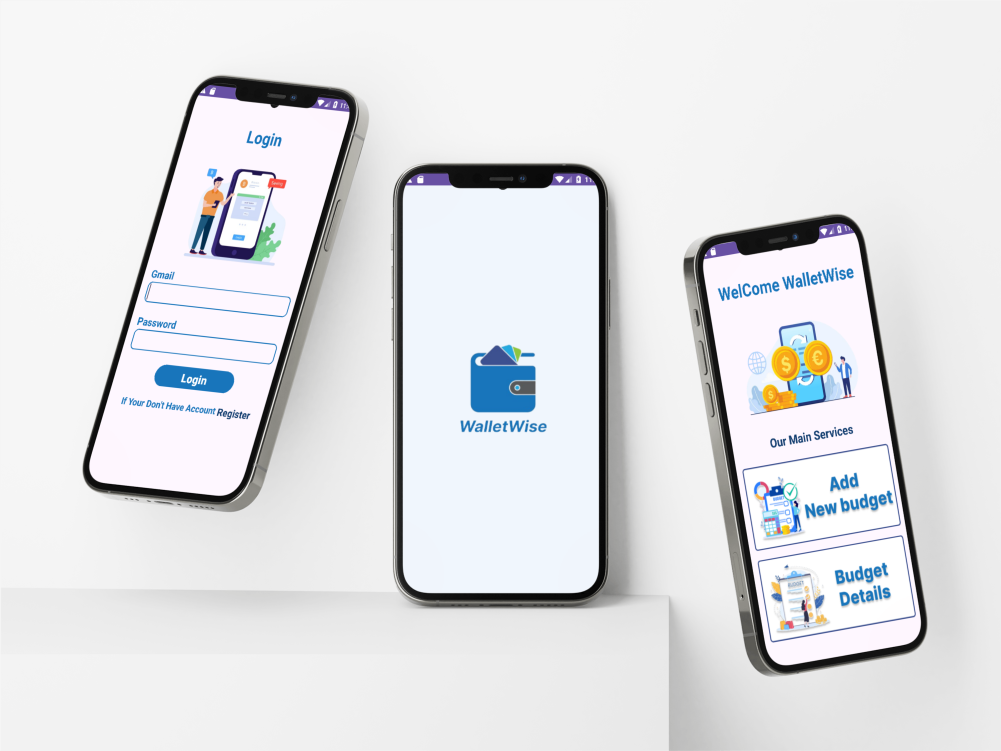 Login
Gmail
Password
Login
If Your Don't Have Account Register
WalletWise
WelCome WalletWise
Our Main Services
Add
New budget
Budget
Details